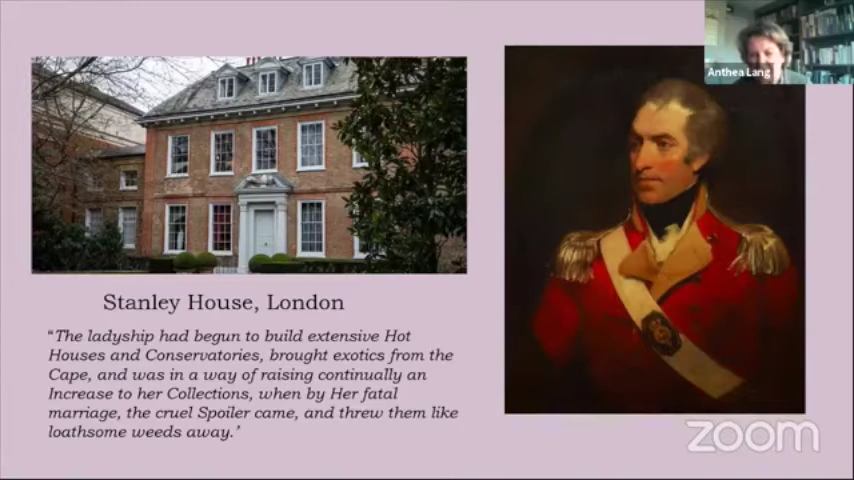 Anthea Lang
Stanley House, London
“The ladyship had begun to build extensive Hot
Houses and Conservatories, brought exotics from the
Cape, and was in a way of raising continually an
Increase to her Collections, when by Her fatal
marriage, the cruel Spoiler came, and threw them like
loathsome weeds away.’
zoom